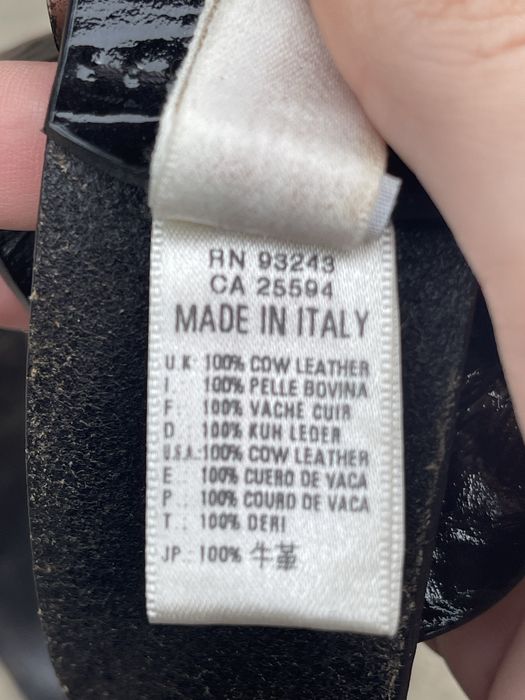 RN 93243
CA 25594
MADE IN ITALY
U.K: 100% COW LEATHER
I.: 100% PELLE BOVINA
F.: 100% VACHE CUIR
D.: 100% KUH LEDER
U.S.A.:100% COW LEATHER
E.: 100% CUERO DE VACA
P.: 100% COURO DE VACA
T.: 100% DERI
JP.: 100% 牛革